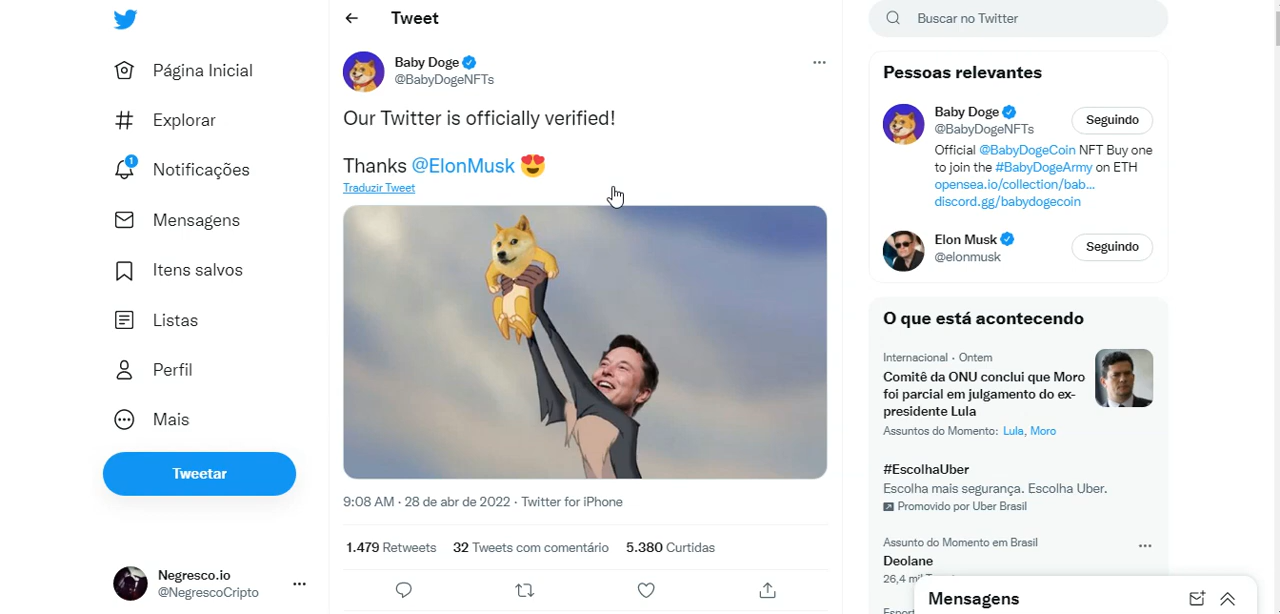 Página Inicial
Explorar
1
Notificações
Mensagens
Itens salvos
Listas
Perfil
Mais
Tweetar
Negresco.io
@NegrescoCripto
Tweet
Baby Doge
@BabyDogeNFTs
Our Twitter is officially verified!
Thanks @ElonMusk 😍
Traduzir Tweet
9:08 AM · 28 de abr de 2022 · Twitter for iPhone
1.479 Retweets 32 Tweets com comentário 5.380 Curtidas
Buscar no Twitter
Pessoas relevantes
Baby Doge
@BabyDogeNFTs
Seguindo
Official @BabyDogeCoin NFT Buy one
to join the #BabyDogeArmy on ETH
opensea.io/collection/bab...
discord.gg/babydogecoin
Elon Musk
@elonmusk
Seguindo
O que está acontecendo
Internacional · Ontem
Comitê da ONU conclui que Moro
foi parcial em julgamento do ex-
presidente Lula
Assuntos do Momento: Lula, Moro
#EscolhaUber
Escolha mais segurança. Escolha Uber.
Promovido por Uber Brasil
Assunto do Momento em Brasil
Deolane
26,4 mil
Mensagens